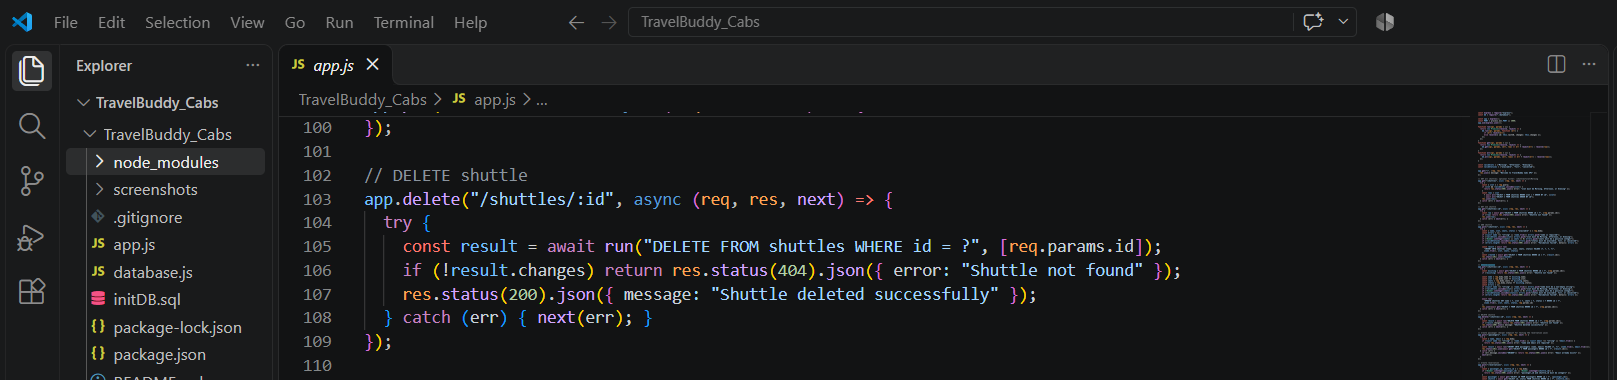 File Edit Selection View Go Run Terminal Help
TravelBuddy_Cabs
Explorer
TravelBuddy_Cabs
TravelBuddy_Cabs
node_modules
screenshots
.gitignore
JS app.js
JS database.js
initDB.sql
{} package-lock.json
{} package.json
JS app.js
TravelBuddy_Cabs > JS app.js > ...
100 });
101
102 // DELETE shuttle
103 app.delete("/shuttles/:id", async (req, res, next) => {
104 try {
105 const result = await run("DELETE FROM shuttles WHERE id = ?", [req.params.id]);
106 if (!result.changes) return res.status(404).json({ error: "Shuttle not found" });
107 res.status(200).json({ message: "Shuttle deleted successfully" });
108 } catch (err) { next(err); }
109 });
110